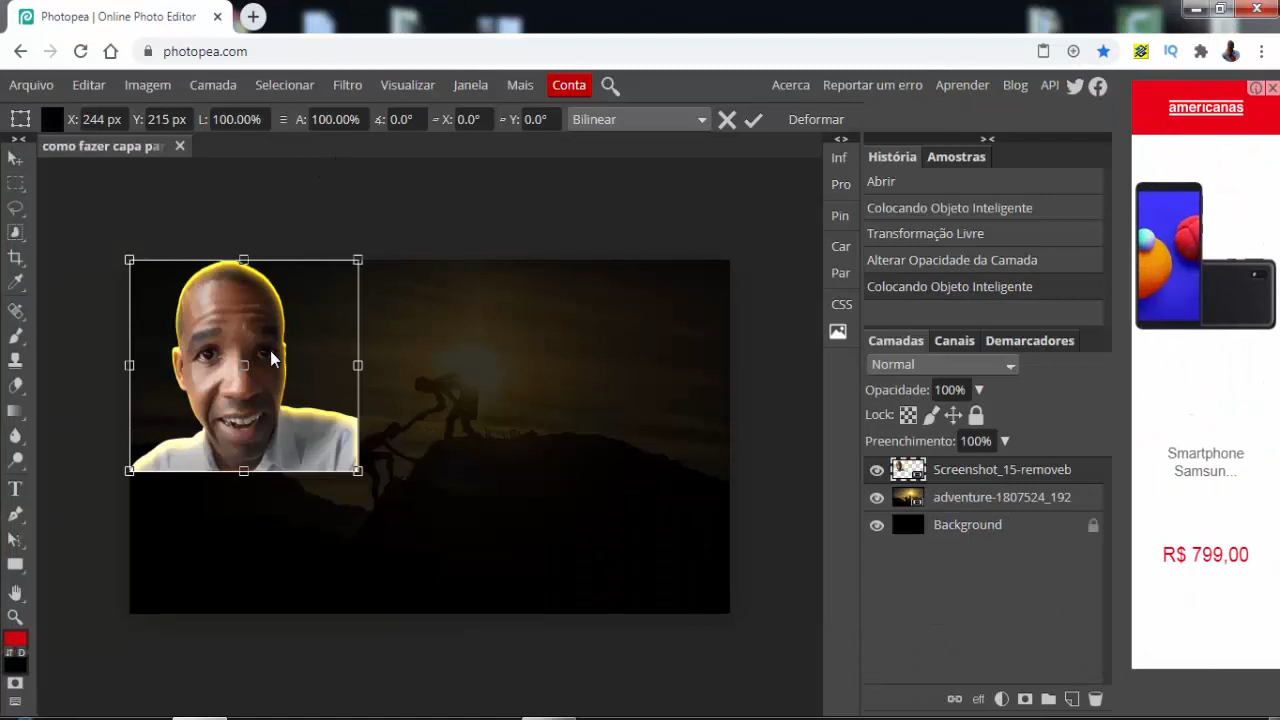 Photopea | Online Photo Editor
photopea.com
Arquivo Editar Imagem Camada Selecionar Filtro Visualizar Janela Mais Conta Acerca Reportar um erro Aprender Blog API
X: 244 px Y: 215 px L: 100.00% A: 100.00% 0.0° X: 0.0 Y: 0.0° Bilinear Deformar
como fazer capa par
Inf
Pro
Pin
Car
Par
CSS
História Amostras
Abrir
Colocando Objeto Inteligente
Transformação Livre
Alterar Opacidade da Camada
Colocando Objeto Inteligente
Camadas Canais Demarcadores
Normal
Opacidade: 100%
Lock:
Preenchimento: 100%
Screenshot_15-removeb
adventure-1807524_192
Background
eff
T
D
IQ
americanas
Smartphone
Samsun...
R$ 799,00